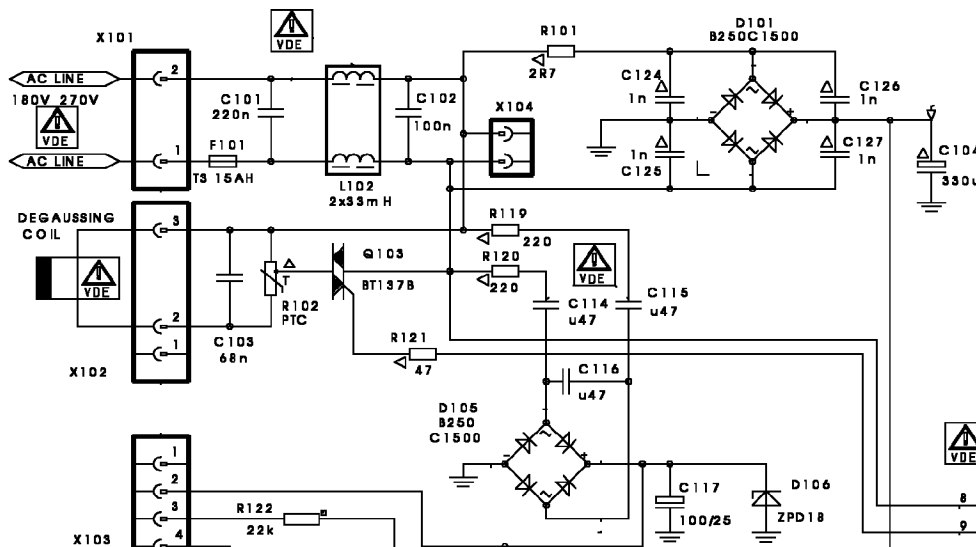 X101
VDE
R101
2R7
D101
B250C1500
AC LINE
2
180V 270V
VDE
C101
220n
C102
100n
X104
C124
1n
C126
1n
AC LINE
1
F101
T3 15AH
L102
2x33mH
1n
C125
C127
1n
C104
330u
DEGAUSSING
COIL
3
R119
220
VDE
T
Q103
BT137B
R120
220
VDE
R102
PTC
C114
u47
C115
u47
2
C103
68n
1
R121
47
X102
C116
u47
D105
B250
C1500
VDE
1
2
3
R122
22k
4
X103
C117
100/25
D106
ZPD18
8
9